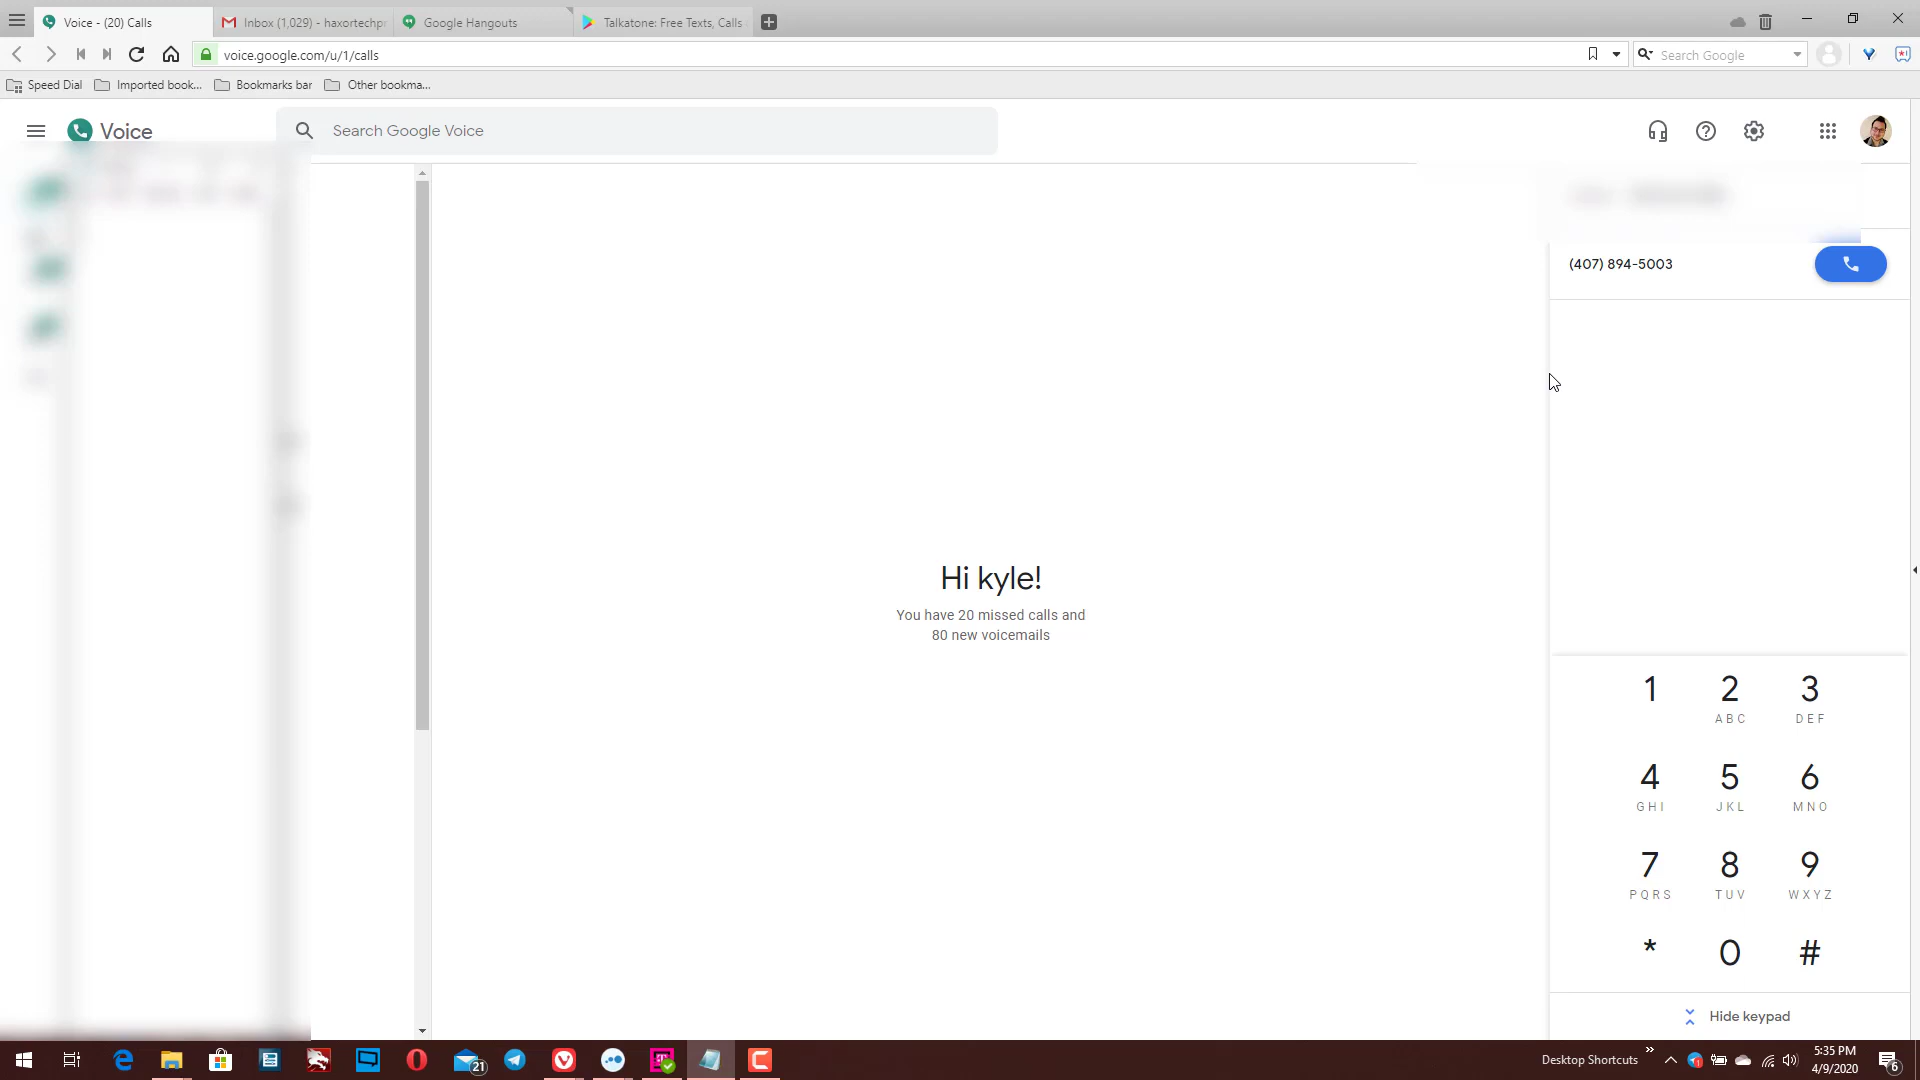 Voice - (20) Calls
Inbox (1,029) - haxortechpr
Google Hangouts
Talkatone: Free Texts, Calls
voice.google.com/u/1/calls
Search Google
Speed Dial
Imported book...
Bookmarks bar
Other bookma...
Voice
Search Google Voice
(407) 894-5003
Hi kyle!
You have 20 missed calls and
80 new voicemails
1
2
3
ABC
DEF
4
5
6
GHI
JKL
MNO
7
8
9
PQRS
TUV
WXYZ
*
0
#
Hide keypad
21
Desktop Shortcuts
5:35 PM
4/9/2020
6